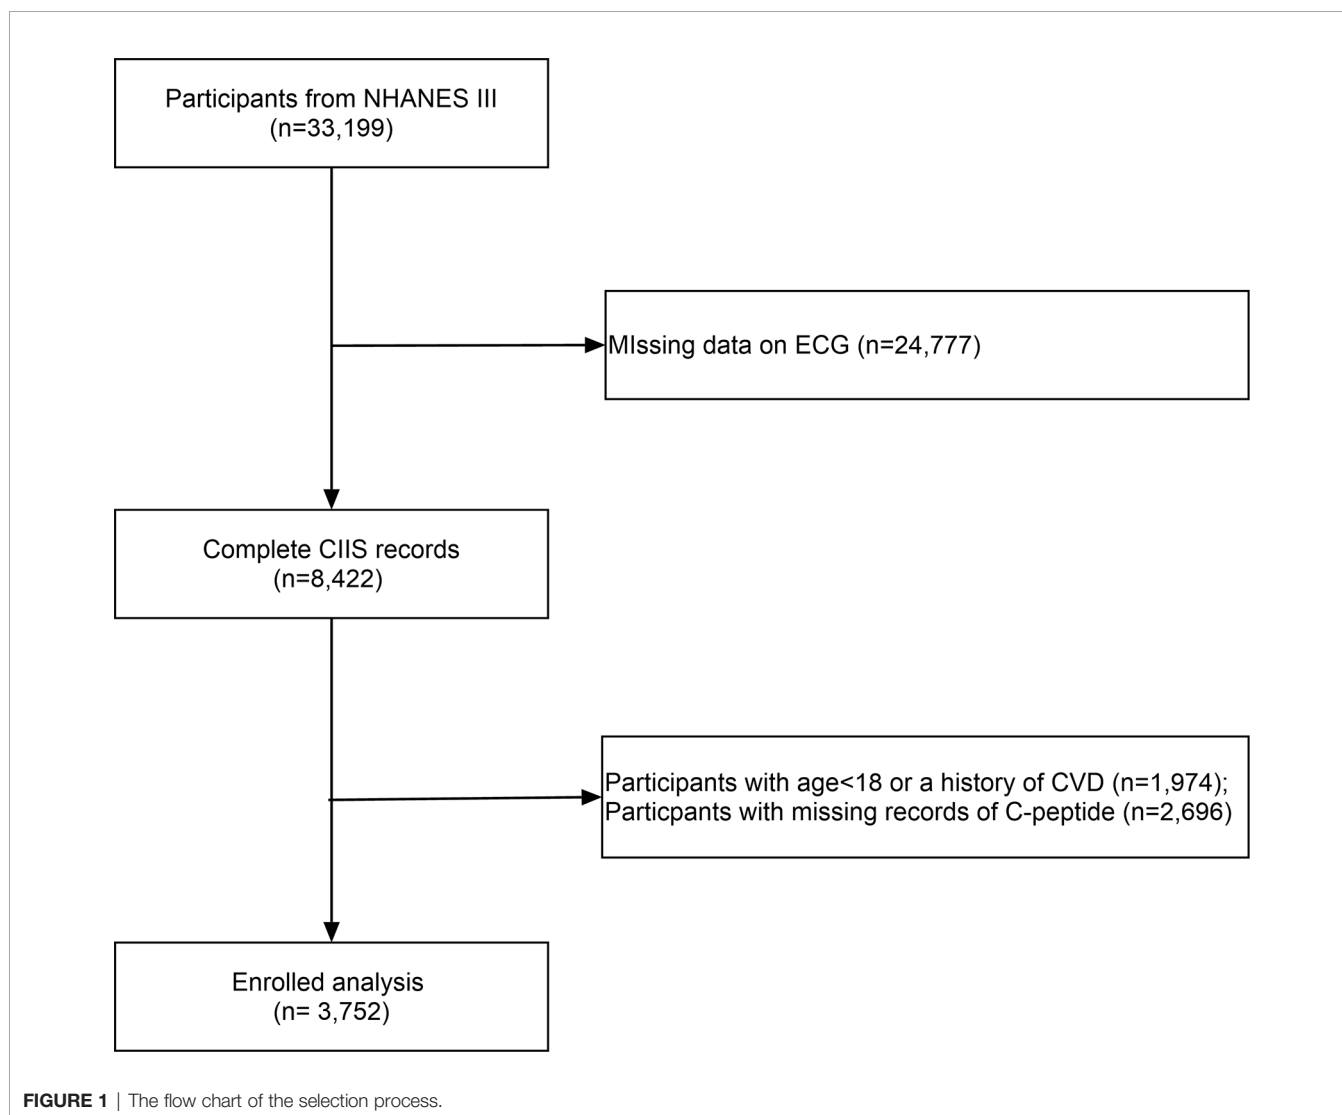 Participants from NHANES III
(n=33,199)
MIssing data on ECG (n=24,777)
Complete CIIS records
(n=8,422)
Participants with age<18 or a history of CVD (n=1,974);
Particpants with missing records of C-peptide (n=2,696)
Enrolled analysis
(n= 3,752)
FIGURE 1 | The flow chart of the selection process.